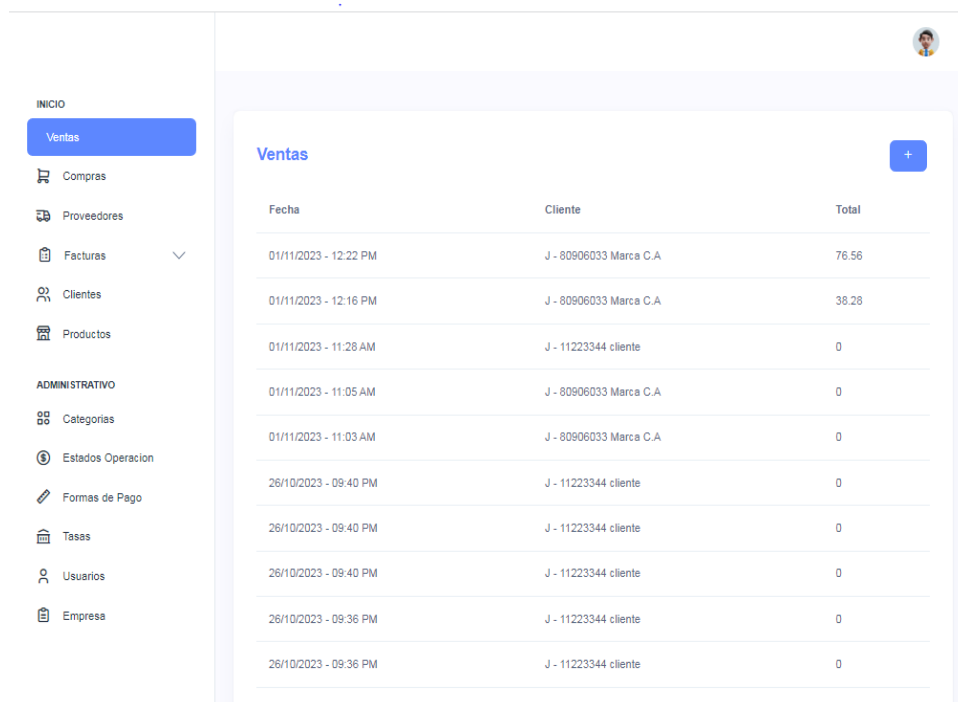 INICIO
Ventas
Compras
Proveedores
Facturas
Clientes
Productos
ADMINISTRATIVO
Categorias
Estados Operacion
Formas de Pago
Tasas
Usuarios
Empresa
Ventas
+
Fecha Cliente Total
01/11/2023 - 12:22 PM J - 80906033 Marca C.A 76.56
01/11/2023 - 12:16 PM J - 80906033 Marca C.A 38.28
01/11/2023 - 11:28 AM J - 11223344 cliente 0
01/11/2023 - 11:05 AM J - 80906033 Marca C.A 0
01/11/2023 - 11:03 AM J - 80906033 Marca C.A 0
26/10/2023 - 09:40 PM J - 11223344 cliente 0
26/10/2023 - 09:40 PM J - 11223344 cliente 0
26/10/2023 - 09:40 PM J - 11223344 cliente 0
26/10/2023 - 09:36 PM J - 11223344 cliente 0
26/10/2023 - 09:36 PM J - 11223344 cliente 0